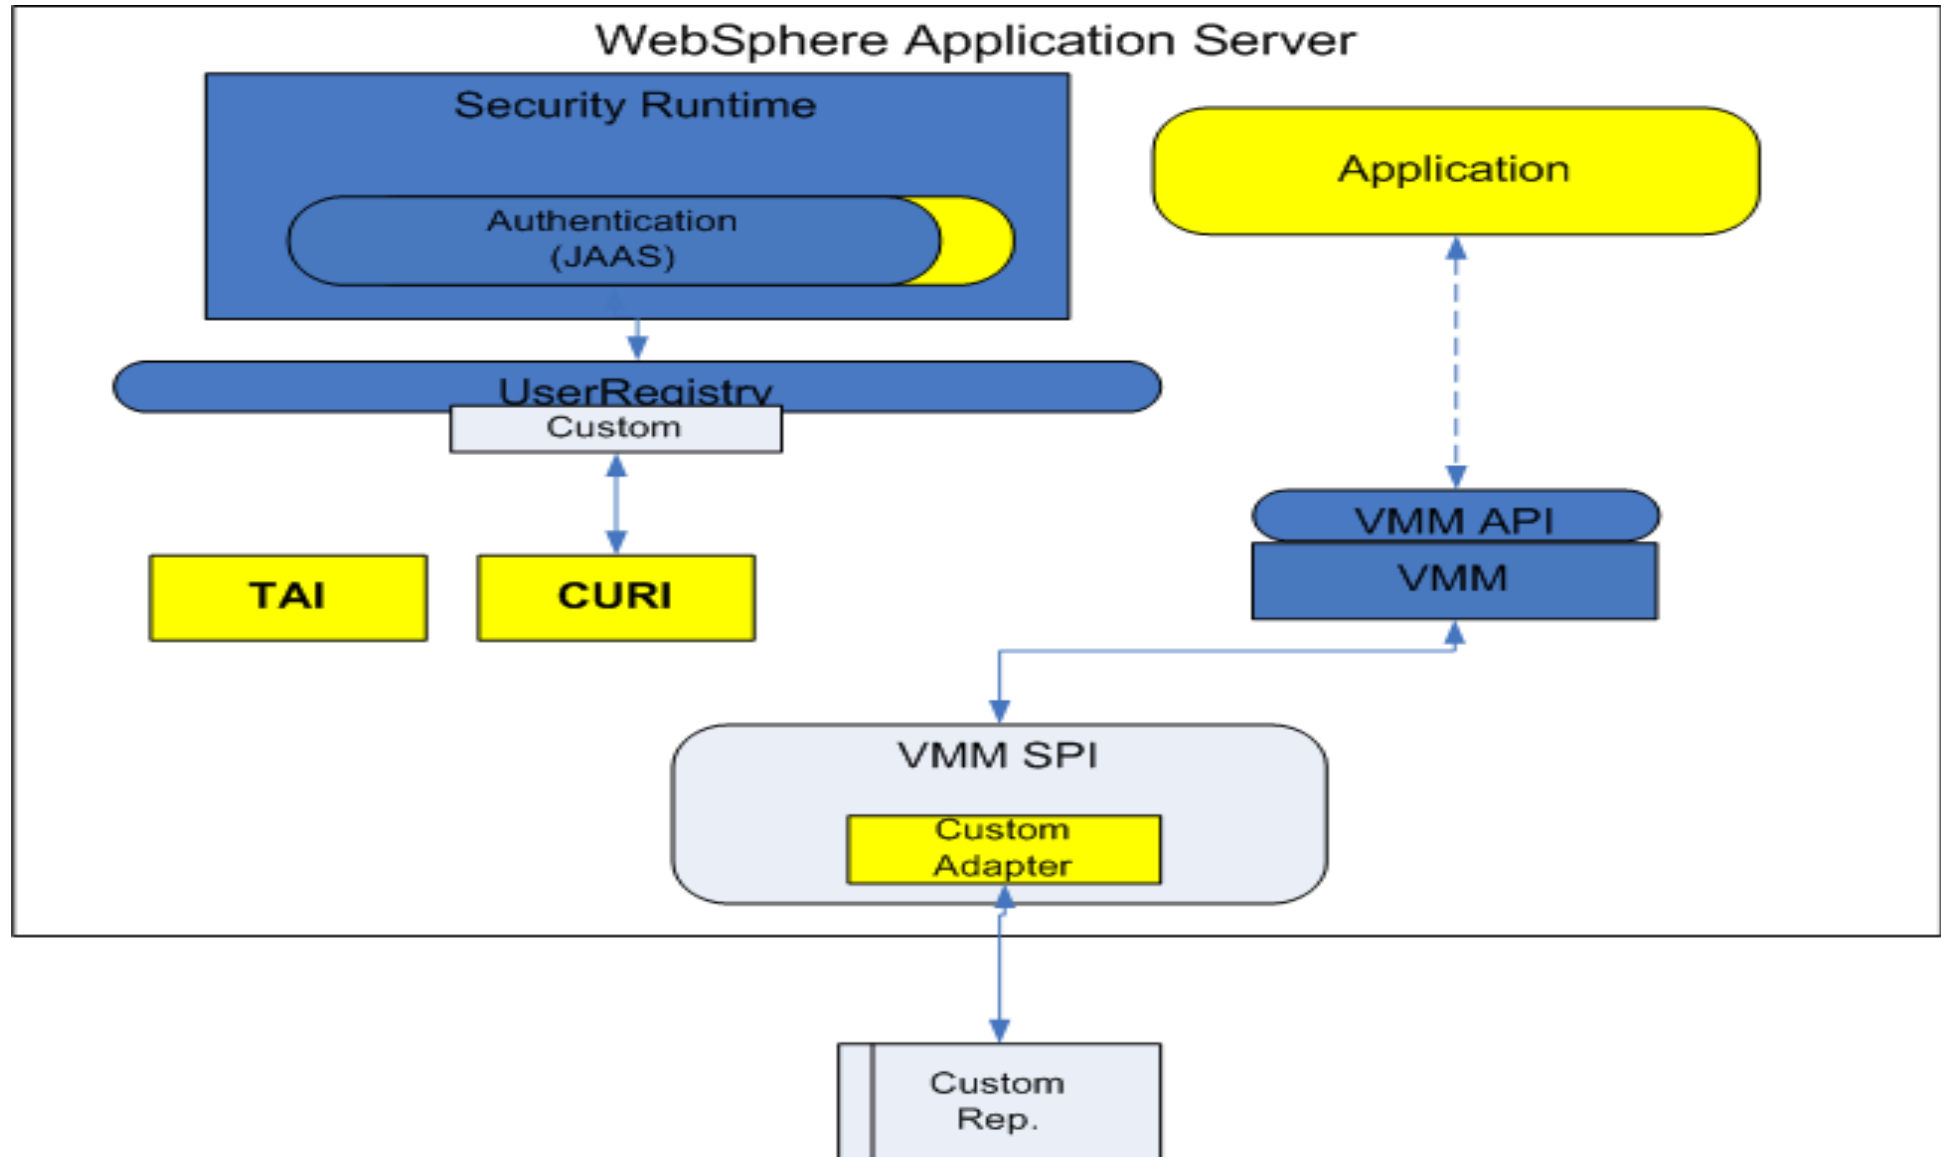 WebSphere Application Server
Security Runtime
Application
Authentication
(JAAS)
UserRegistry
Custom
VMM API
VMM
TAI
CURI
VMM SPI
Custom
Adapter
Custom
Rep.